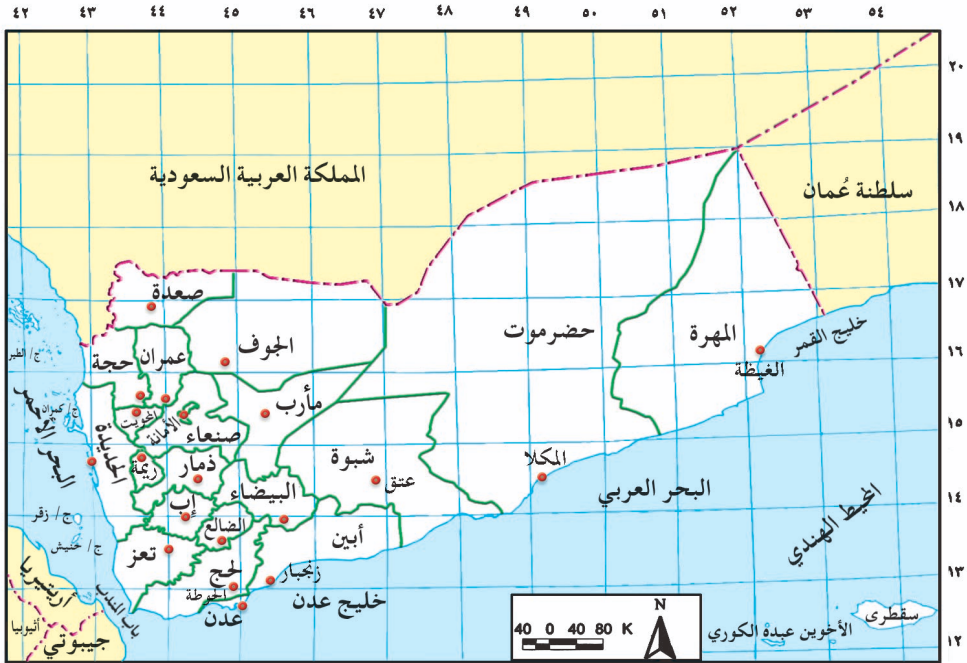 ٤٢ ٤٣ ٤٤ ٤٥ ٤٦ ٤٧ ٤٨ ٤٩ ٥٠ ٥١ ٥٢ ٥٣ ٥٤
٢٠
١٩
١٨
١٧
١٦
١٥
١٤
١٣
١٢
المملكة العربية السعودية
سلطنة عُمان
صعدة
الجوف
حضرموت
المهرة
خليج القمر
الغيظة
حجة
عمران
ج/ الطير
مأرب
المحويت
الأمانة
صنعاء
ج/ كمران
البحر الأحمر
الحديدة
ريمة
ذمار
شبوة
عتق
المكلا
البحر العربي
المحيط الهندي
البيضاء
إب
الضالع
أبين
ج/ زقر
ج/ حنيش
تعز
لحج
الحوطة
زنجبار
عدن
خليج عدن
باب المندب
أريتيريا
أثيوبيا
جيبوتي
N
40 0 40 80 K
الأخوين عبدة الكوري
سقطرى